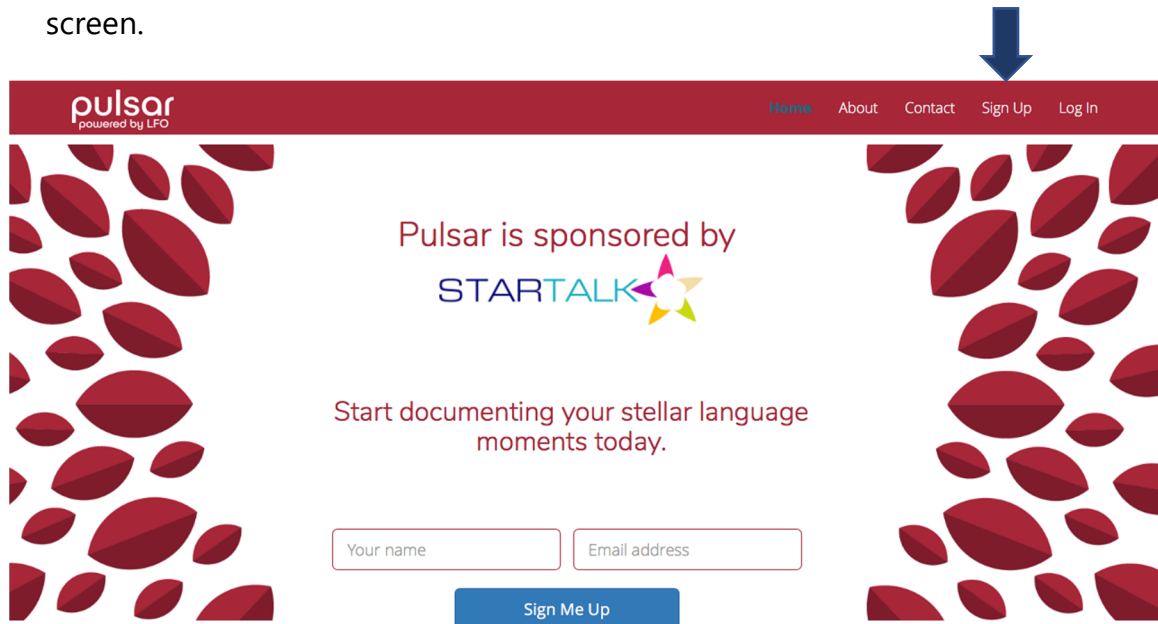 screen.
pulsar
powered by LFO
Home About Contact Sign Up Log In
Pulsar is sponsored by
STARTALK
Start documenting your stellar language
moments today.
Your name Email address
Sign Me Up